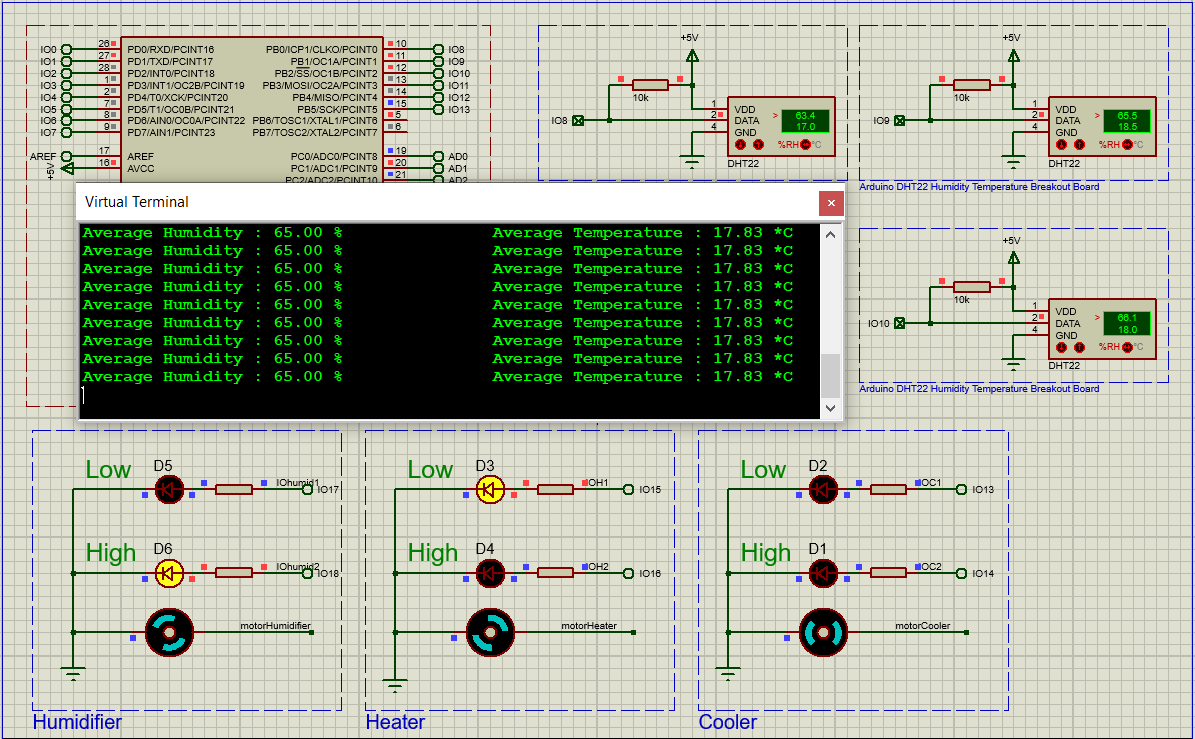 +5V
+5V
IO0 26 PD0/RXD/PCINT16 PB0/ICP1/CLKO/PCINT0 10 IO8
IO1 27 PD1/TXD/PCINT17 PB1/OC1A/PCINT1 11 IO9
IO2 28 PD2/INT0/PCINT18 PB2/SS/OC1B/PCINT2 12 IO10
IO3 1 PD3/INT1/OC2B/PCINT19 PB3/MOSI/OC2A/PCINT3 13 IO11
IO4 2 PD4/T0/XCK/PCINT20 PB4/MISO/PCINT4 14 IO12
IO5 7 PD5/T1/OC0B/PCINT21 PB5/SCK/PCINT5 15 IO13
IO6 8 PD6/AIN0/OC0A/PCINT22 PB6/TOSC1/XTAL1/PCINT6 5
IO7 9 PD7/AIN1/PCINT23 PB7/TOSC2/XTAL2/PCINT7 6
AREF 17 AREF PC0/ADC0/PCINT8 19 AD0
+5V 16 AVCC PC1/ADC1/PCINT9 20 AD1
PC2/ADC2/PCINT10 21 AD2
10k
IO8
1 VDD
2 DATA
4 GND
> 63.4
17.0
%RH °C
DHT22
10k
IO9
1 VDD
2 DATA
4 GND
> 65.5
18.5
%RH °C
DHT22
Arduino DHT22 Humidity Temperature Breakout Board
+5V
10k
IO10
1 VDD
2 DATA
4 GND
> 66.1
18.0
%RH °C
DHT22
Arduino DHT22 Humidity Temperature Breakout Board
Virtual Terminal
Average Humidity : 65.00 % Average Temperature : 17.83 *C
Average Humidity : 65.00 % Average Temperature : 17.83 *C
Average Humidity : 65.00 % Average Temperature : 17.83 *C
Average Humidity : 65.00 % Average Temperature : 17.83 *C
Average Humidity : 65.00 % Average Temperature : 17.83 *C
Average Humidity : 65.00 % Average Temperature : 17.83 *C
Average Humidity : 65.00 % Average Temperature : 17.83 *C
Average Humidity : 65.00 % Average Temperature : 17.83 *C
Average Humidity : 65.00 % Average Temperature : 17.83 *C
Low D5 IOhumid1 IO17
High D6 IOhumid2 IO18
motorHumidifier
Humidifier
Low D3 IOH1 IO15
High D4 IOH2 IO16
motorHeater
Heater
Low D2 IOC1 IO13
High D1 IOC2 IO14
motorCooler
Cooler